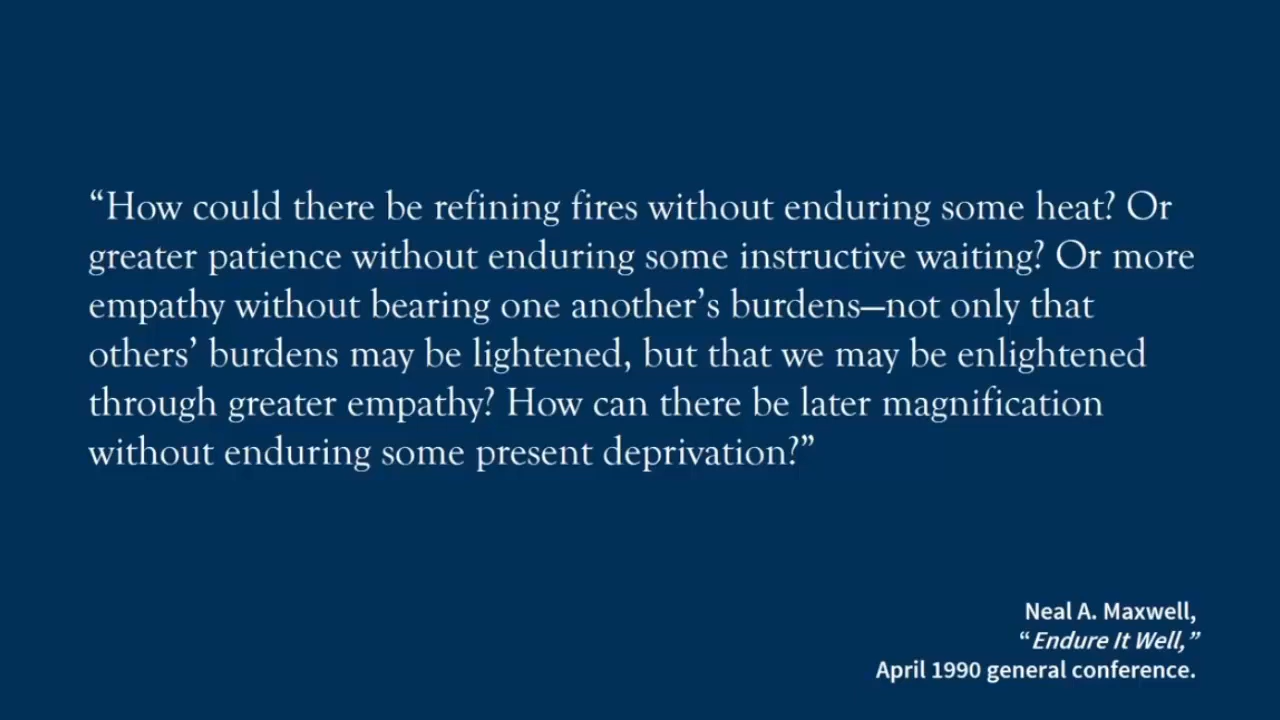 “How could there be refining fires without enduring some heat? Or
greater patience without enduring some instructive waiting? Or more
empathy without bearing one another’s burdens—not only that
others’ burdens may be lightened, but that we may be enlightened
through greater empathy? How can there be later magnification
without enduring some present deprivation?”
Neal A. Maxwell,
“Endure It Well,”
April 1990 general conference.